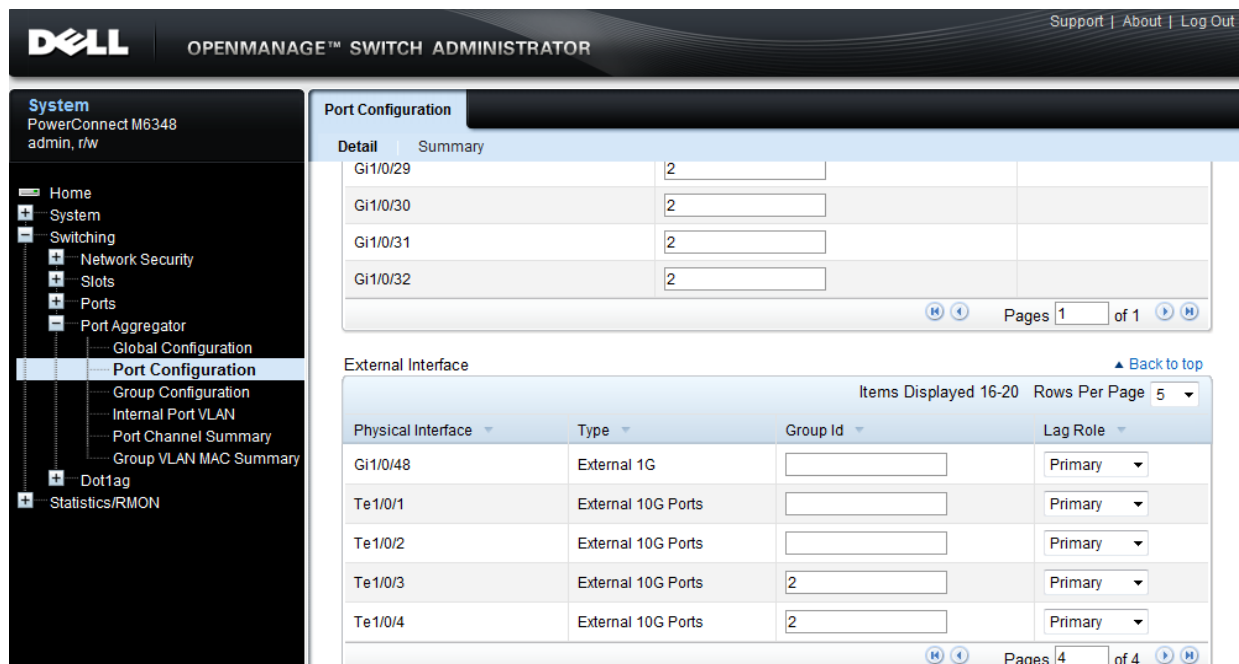 Support | About | Log Out
DELL
OPENMANAGE™ SWITCH ADMINISTRATOR
System
PowerConnect M6348
admin, r/w
Home
System
Switching
Network Security
Slots
Ports
Port Aggregator
Global Configuration
Port Configuration
Group Configuration
Internal Port VLAN
Port Channel Summary
Group VLAN MAC Summary
Dot1ag
Statistics/RMON
Port Configuration
Detail Summary
Gi1/0/29 2
Gi1/0/30 2
Gi1/0/31 2
Gi1/0/32 2
Pages 1 of 1
External Interface Back to top
Items Displayed 16-20 Rows Per Page 5
Physical Interface Type Group Id Lag Role
Gi1/0/48 External 1G Primary
Te1/0/1 External 10G Ports Primary
Te1/0/2 External 10G Ports Primary
Te1/0/3 External 10G Ports 2 Primary
Te1/0/4 External 10G Ports 2 Primary
Pages 4 of 4